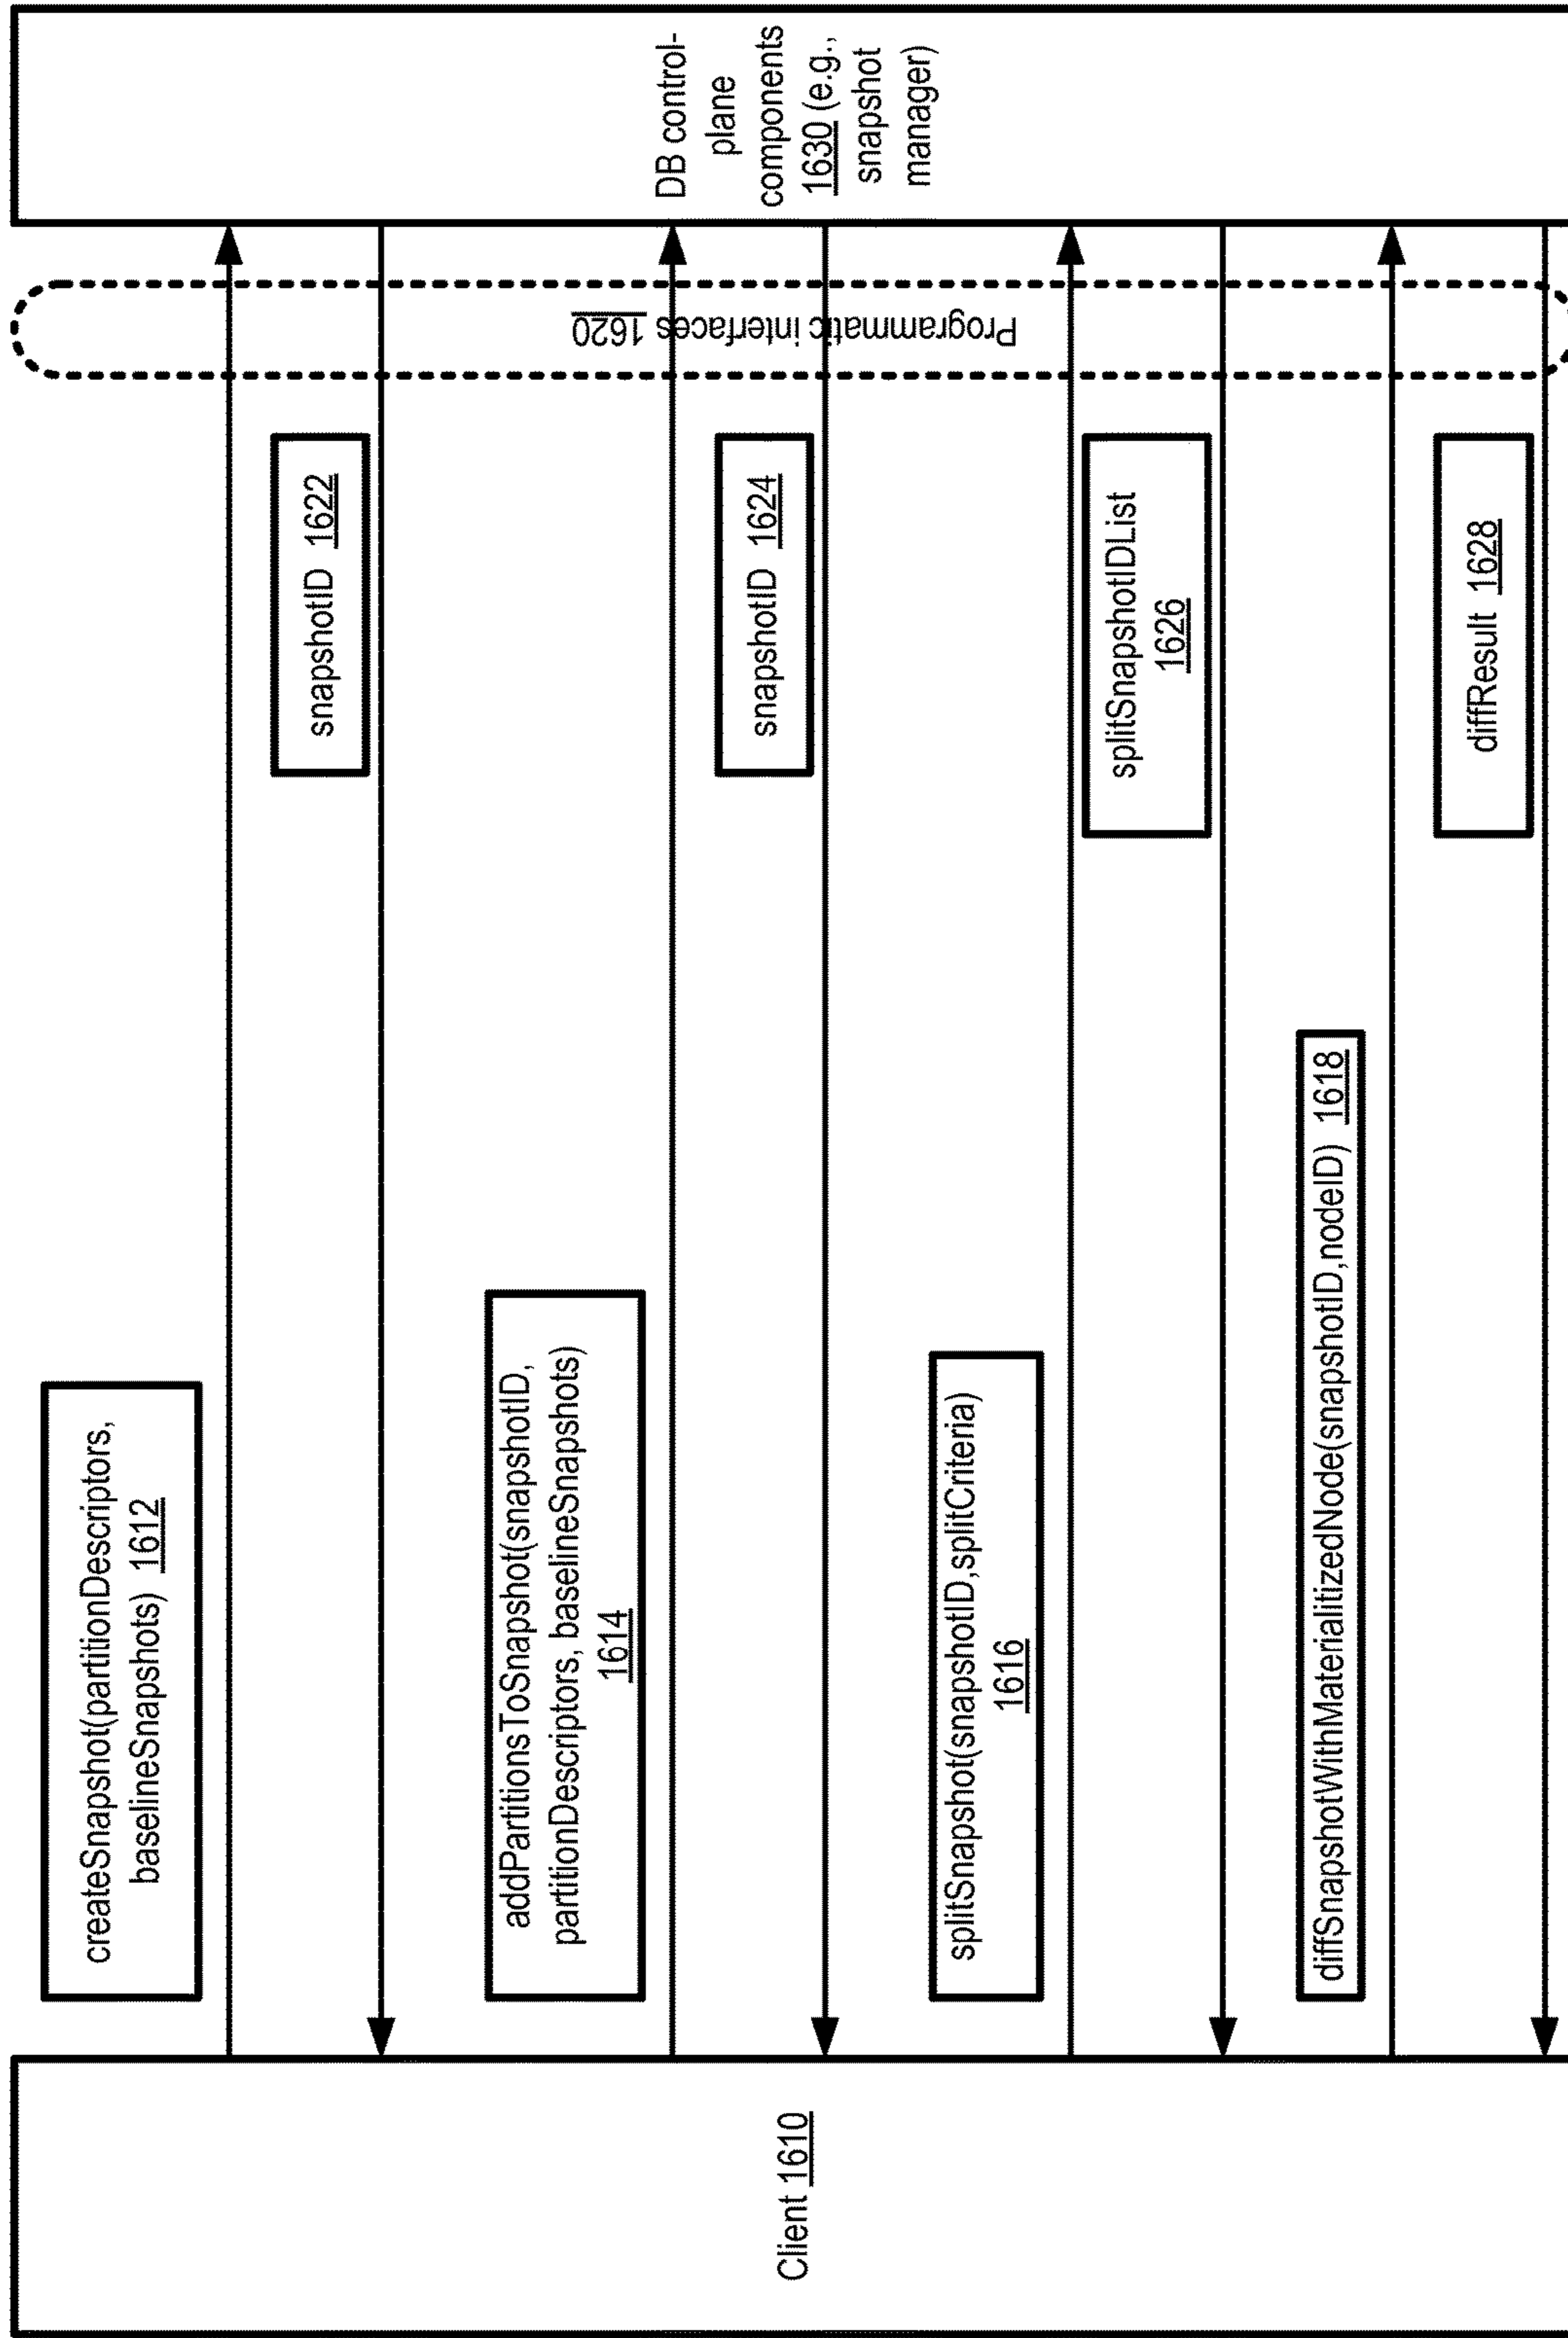 Client 1610
createSnapshot(partitionDescriptors,
baselineSnapshots) 1612
snapshotID 1622
addPartitionsToSnapshot(snapshotID,
partitionDescriptors, baselineSnapshots)
1614
snapshotID 1624
splitSnapshot(snapshotID,splitCriteria)
1616
splitSnapshotIDList
1626
diffSnapshotWithMaterialitizedNode(snapshotID,nodeID) 1618
diffResult 1628
Programmatic interfaces 1620
DB control-
plane
components
1630 (e.g.,
snapshot
manager)